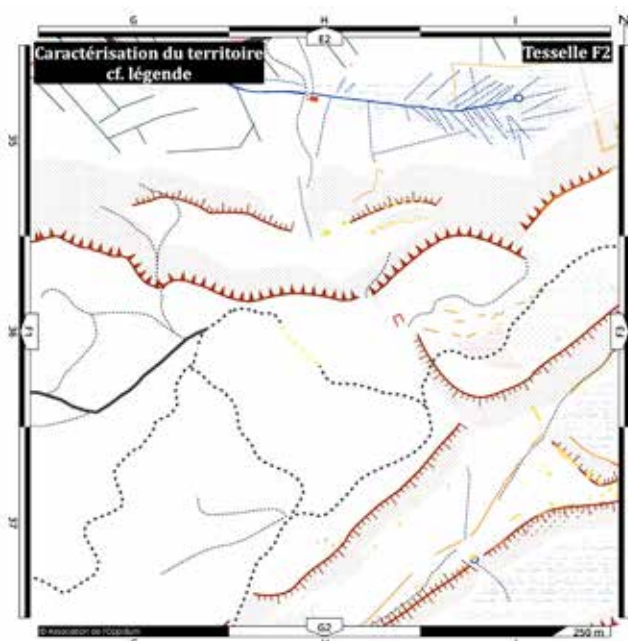 G H I
E2
Caractérisation du territoire
cf. légende
Tesselle F2
35
36
F1
F3
37
© Association de l'Oppidum
G2
250 m